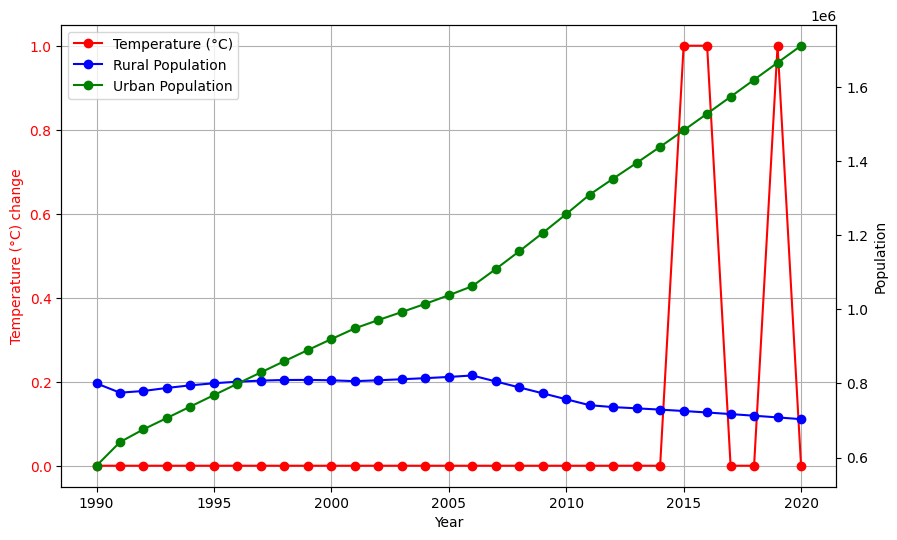 1e6
Temperature (°C)
Rural Population
Urban Population
1.0
0.8
0.6
0.4
0.2
0.0
Temperature (°C) change
1.6
1.4
1.2
1.0
0.8
0.6
Population
1990 1995 2000 2005 2010 2015 2020
Year